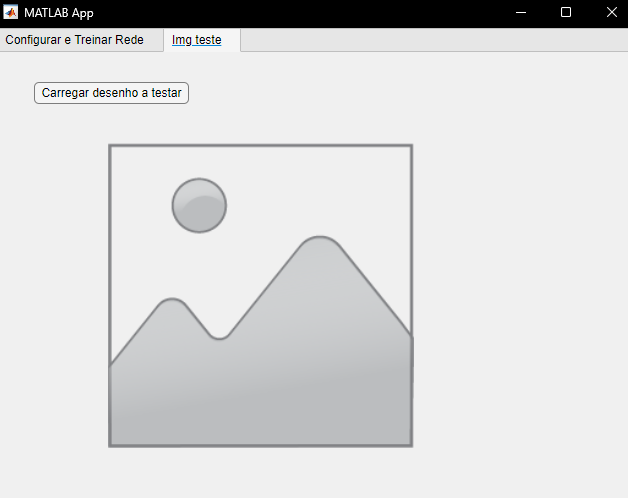 MATLAB App
Configurar e Treinar Rede
Img teste
Carregar desenho a testar